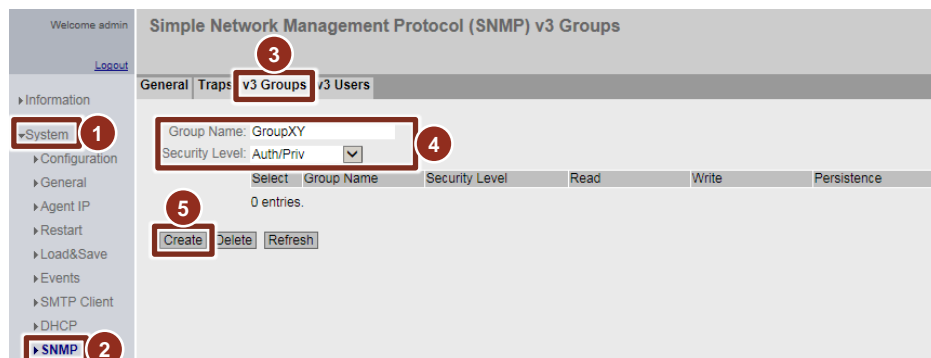 Welcome admin
Logout
Simple Network Management Protocol (SNMP) v3 Groups
3
General Traps v3 Groups v3 Users
Information
System
1
Configuration
General
Agent IP
Restart
Load&Save
Events
SMTP Client
DHCP
SNMP
2
Group Name: GroupXY
Security Level: Auth/Priv
4
Select Group Name Security Level Read Write Persistence
0 entries.
5
Create Delete Refresh